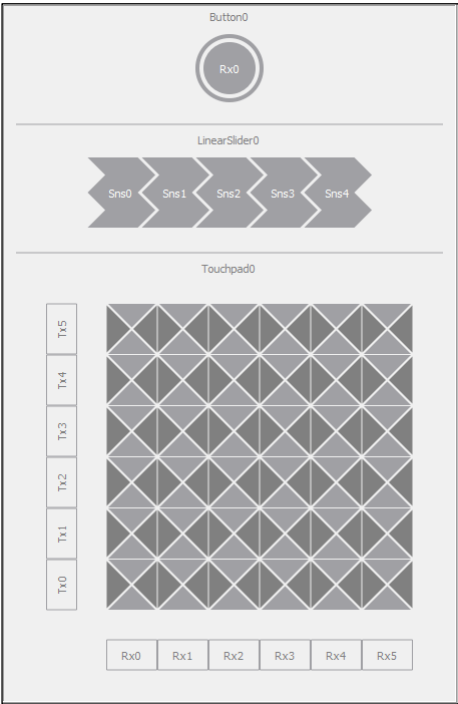 Button0
Rx0
LinearSlider0
Sns0 Sns1 Sns2 Sns3 Sns4
Touchpad0
Tx5
Tx4
Tx3
Tx2
Tx1
Tx0
Rx0 Rx1 Rx2 Rx3 Rx4 Rx5